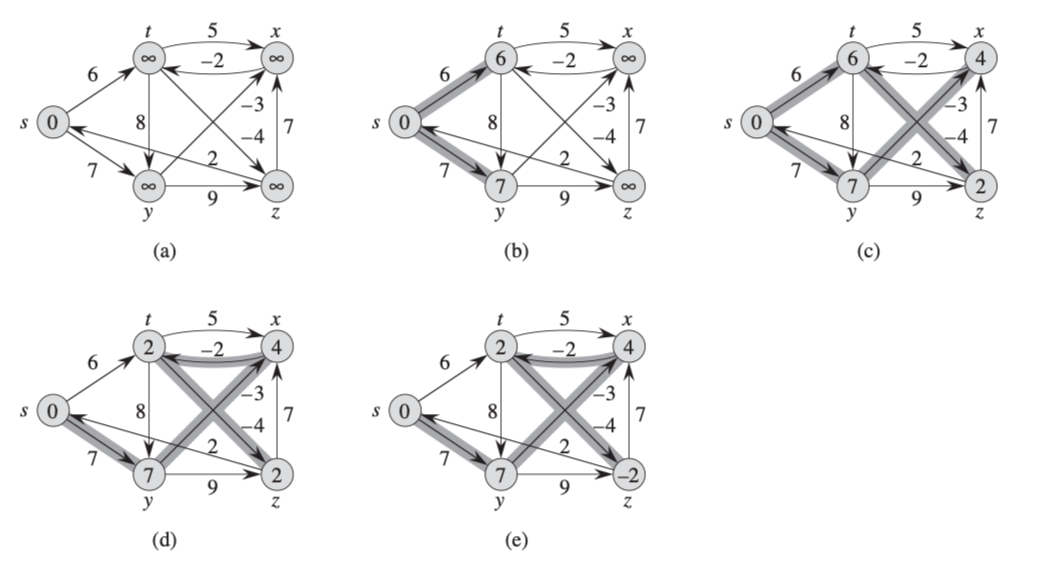 t 5 x
∞ –2 ∞
6 –3
s 0 8 –4 7
7 2
∞ 9 ∞
y z
(a)
t 5 x
6 –2 ∞
6 –3
s 0 8 –4 7
7 2
7 9 ∞
y z
(b)
t 5 x
6 –2 4
6 –3
s 0 8 –4 7
7 2
7 9 2
y z
(c)
t 5 x
2 –2 4
6 –3
s 0 8 –4 7
7 2
7 9 2
y z
(d)
t 5 x
2 –2 4
6 –3
s 0 8 –4 7
7 2
7 9 –2
y z
(e)